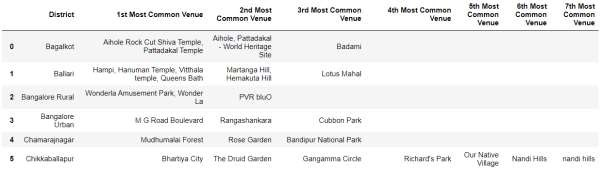 District 1st Most Common Venue 2nd Most Common Venue 3rd Most Common Venue 4th Most Common Venue 5th Most Common Venue 6th Most Common Venue 7th Most Common Venue
0 Bagalkot Aihole Rock Cut Shiva Temple, Pattadakal Temple Aihole, Pattadakal - World Heritage Site Badami
1 Ballari Hampi, Hanuman Temple, Vitthala temple, Queens Bath Martanga Hill, Hemakuta Hill Lotus Mahal
2 Bangalore Rural Wonderla Amusement Park, Wonder La PVR bluO
3 Bangalore Urban M G Road Boulevard Rangashankara Cubbon Park
4 Chamarajnagar Mudhumalai Forest Rose Garden Bandipur National Park
5 Chikkaballapur Bhartiya City The Druid Garden Gangamma Circle Richard's Park Our Native Village Nandi Hills nandi hills